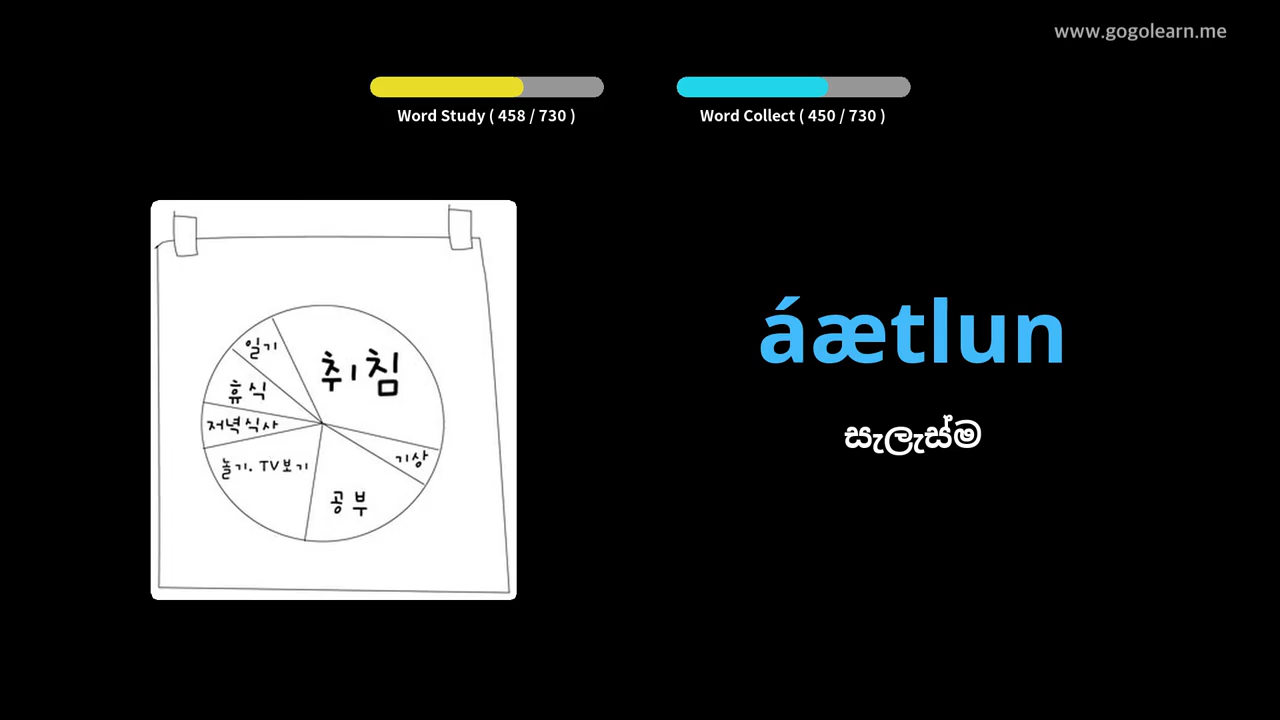 www.gogolearn.me
Word Study ( 458 / 730 )
Word Collect ( 450 / 730 )
일기
취침
휴식
저녁식사
놀기. TV보기
기상
공부
áætlun
සැලැස්ම